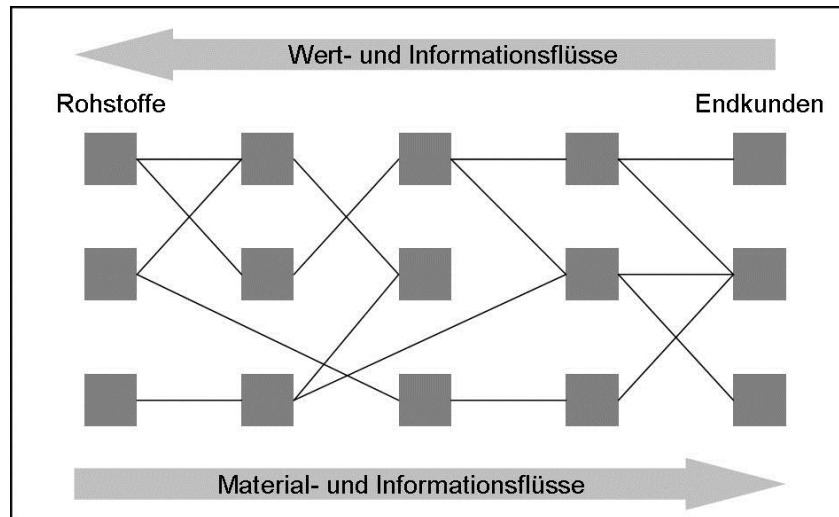 Wert- und Informationsflüsse
Rohstoffe
Endkunden
Material- und Informationsflüsse